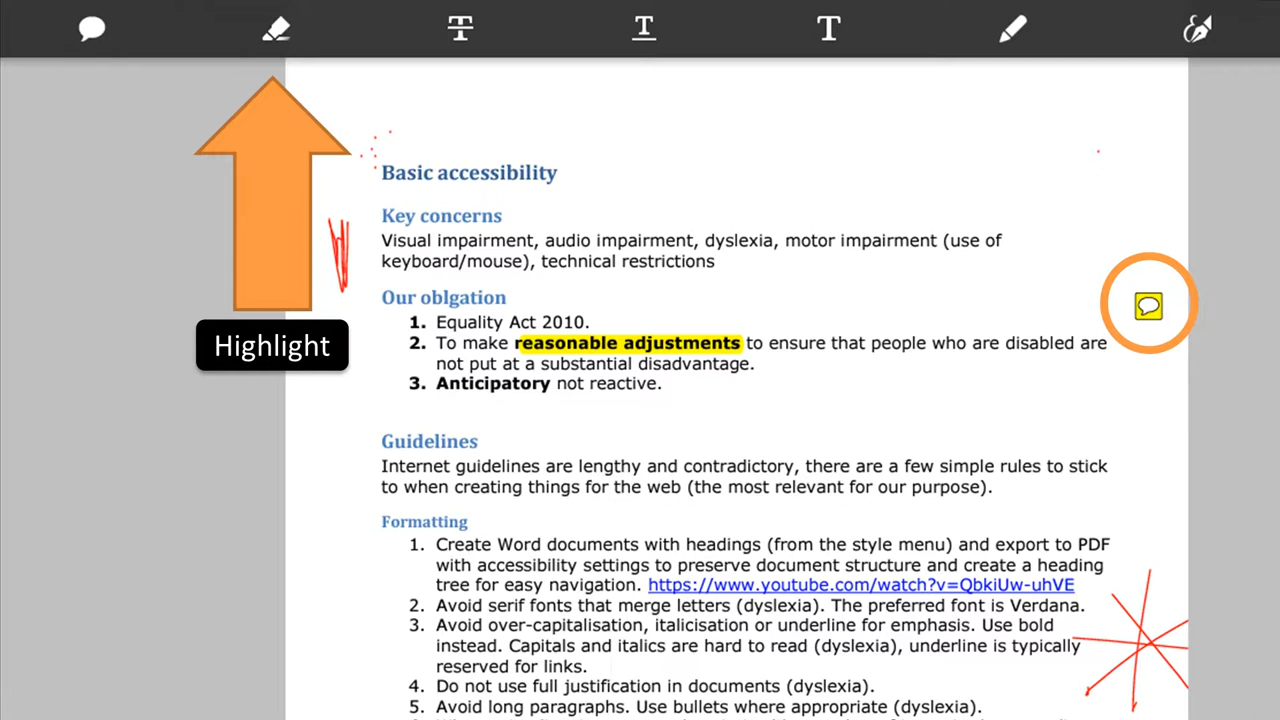 Basic accessibility
Key concerns
Visual impairment, audio impairment, dyslexia, motor impairment (use of
keyboard/mouse), technical restrictions
Our oblgation
1. Equality Act 2010.
2. To make reasonable adjustments to ensure that people who are disabled are
not put at a substantial disadvantage.
3. Anticipatory not reactive.
Highlight
Guidelines
Internet guidelines are lengthy and contradictory, there are a few simple rules to stick
to when creating things for the web (the most relevant for our purpose).
Formatting
1. Create Word documents with headings (from the style menu) and export to PDF
with accessibility settings to preserve document structure and create a heading
tree for easy navigation. https://www.youtube.com/watch?v=QbkiUw-uhVE
2. Avoid serif fonts that merge letters (dyslexia). The preferred font is Verdana.
3. Avoid over-capitalisation, italicisation or underline for emphasis. Use bold
instead. Capitals and italics are hard to read (dyslexia), underline is typically
reserved for links.
4. Do not use full justification in documents (dyslexia).
5. Avoid long paragraphs. Use bullets where appropriate (dyslexia).